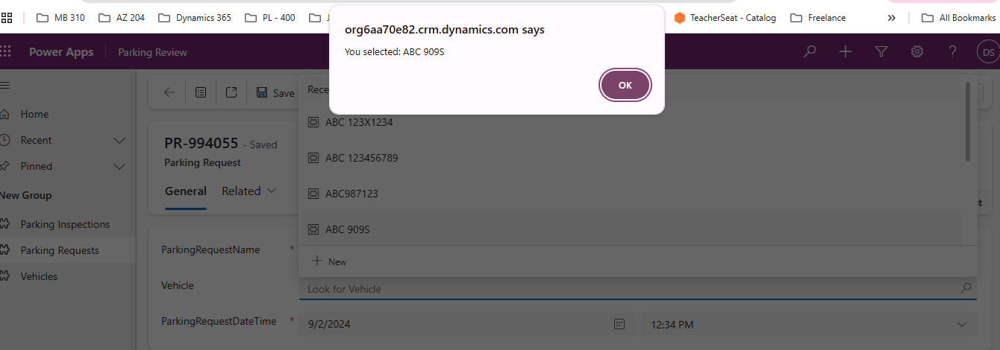 MB 310
AZ 204
Dynamics 365
PL - 400
TeacherSeat - Catalog
Freelance
»
All Bookmarks
org6aa70e82.crm.dynamics.com says
You selected: ABC 909S
OK
Power Apps
Parking Review
DS
Save
Home
Recent
Pinned
New Group
Parking Inspections
Parking Requests
Vehicles
PR-994055 - Saved
Parking Request
General
Related
ABC 123X1234
ABC 123456789
ABC987123
ABC 909S
New
ParkingRequestName *
Vehicle
Look for Vehicle
ParkingRequestDateTime *
9/2/2024
12:34 PM